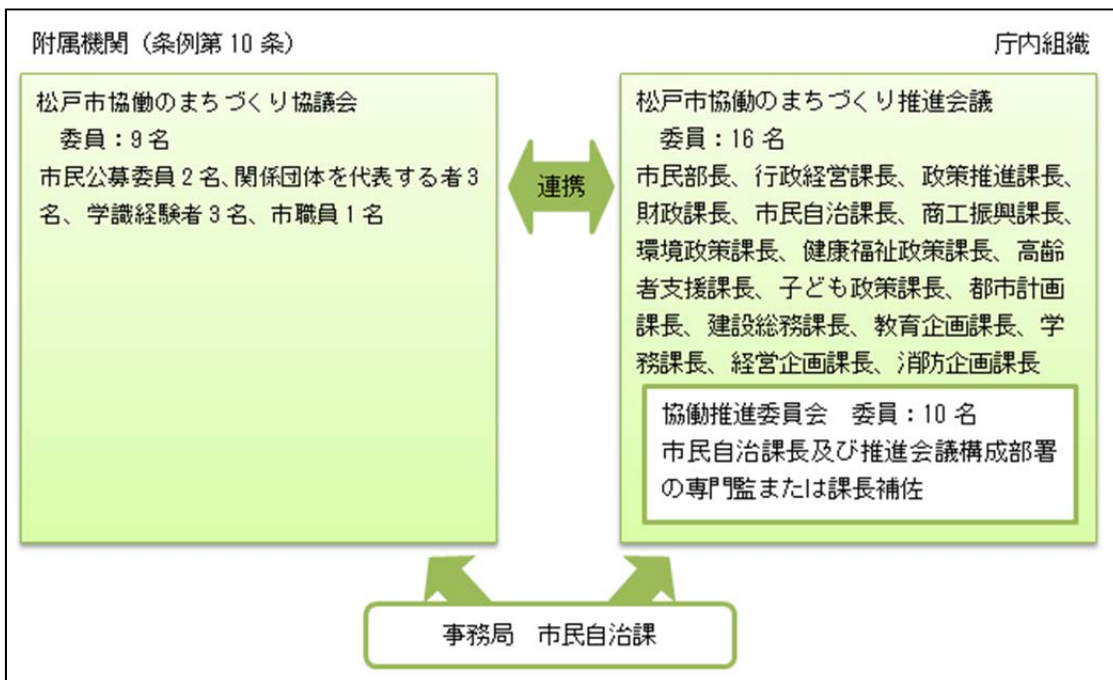 附属機関（条例第 10 条）
庁内組織
松戸市協働のまちづくり協議会
委員：9 名
市民公募委員 2 名、関係団体を代表する者 3
名、学識経験者 3 名、市職員 1 名
連携
松戸市協働のまちづくり推進会議
委員：16 名
市民部長、行政経営課長、政策推進課長、
財政課長、市民自治課長、商工振興課長、
環境政策課長、健康福祉政策課長、高齢
者支援課長、子ども政策課長、都市計画
課長、建設総務課長、教育企画課長、学
務課長、経営企画課長、消防企画課長
協働推進委員会　委員：10 名
市民自治課長及び推進会議構成部署
の専門監または課長補佐
事務局　市民自治課